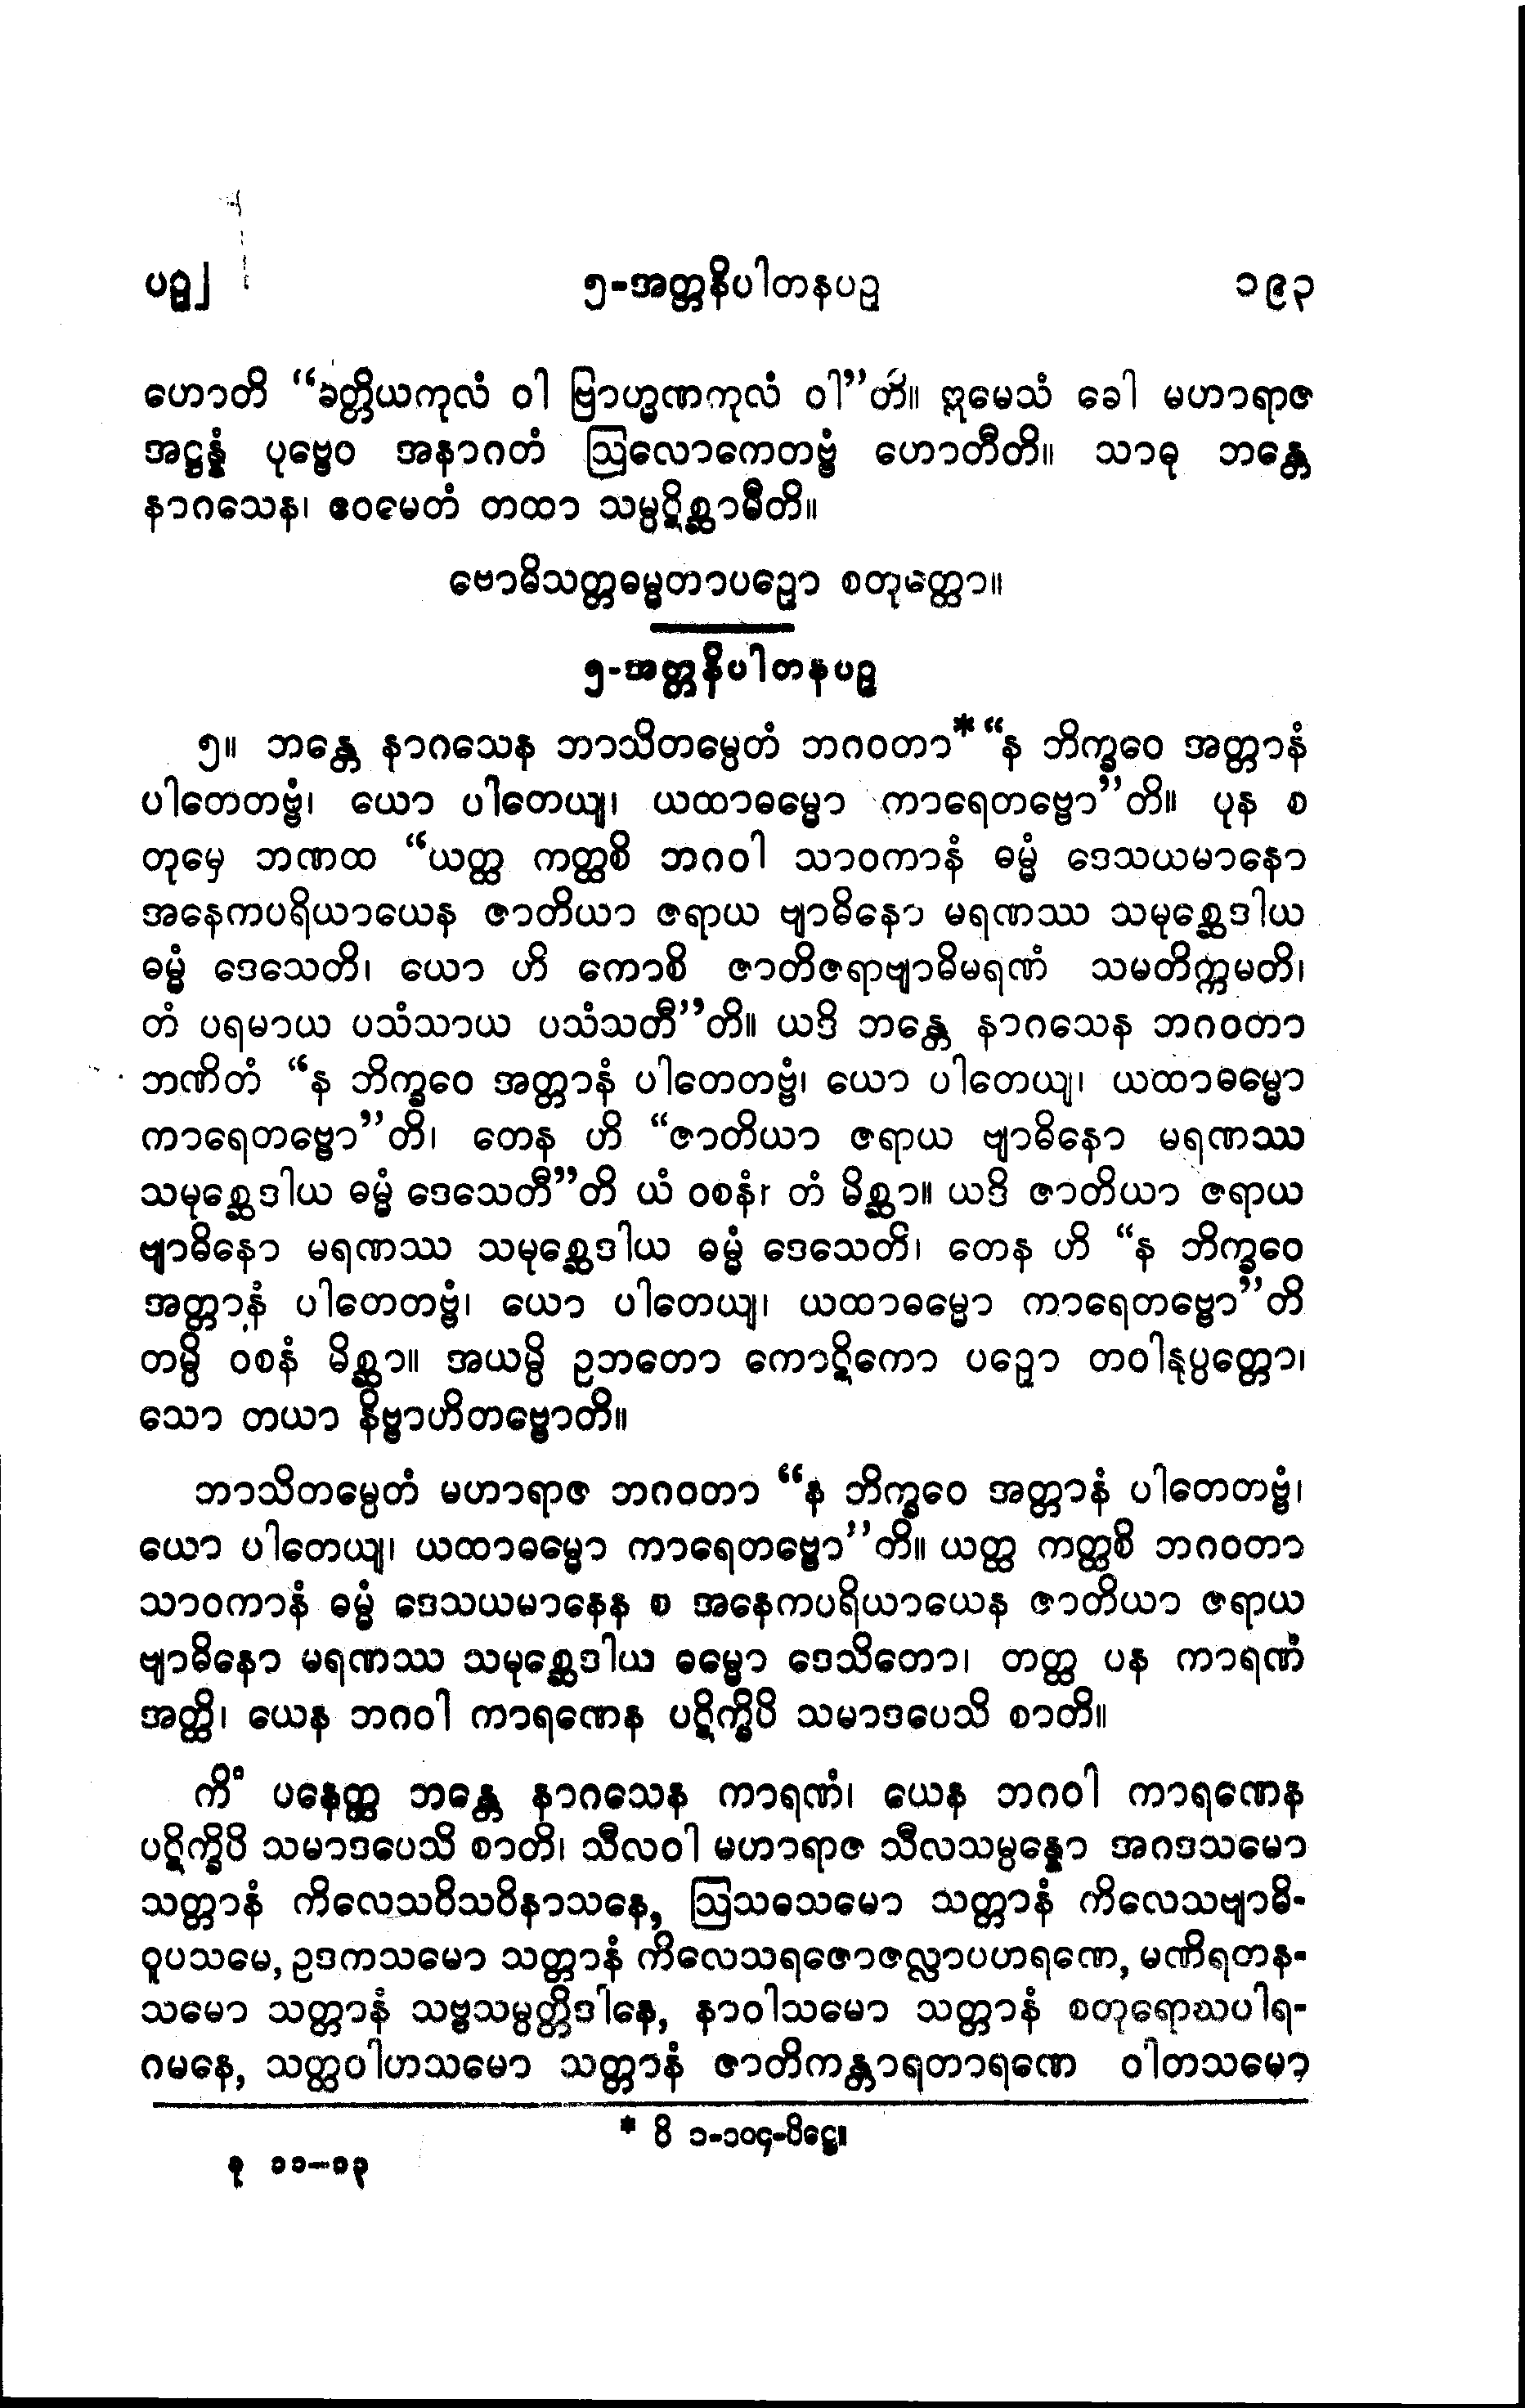 ပဉှ] ၅-အတ္တနိပါတနပဉှ ၁၉၃
ဟောတိ “ခတ္တိယကုလံ ဝါ ဗြာဟ္မဏကုလံ ဝါ”တိ။ ဣမေသံ ခေါ မဟာရာဇ
အဋ္ဌန္နံ ပုဗ္ဗေဝ အနာဂတံ ဩလောကေတဗ္ဗံ ဟောတီတိ။ သာဓု ဘန္တေ
နာဂသေန၊ ဧဝမေတံ တထာ သမ္ပဋိစ္ဆာမီတိ။
ဗောဓိသတ္တဓမ္မတာပဉှော စတုတ္ထော။
၅-အတ္တနိပါတနပဉှ
၅။ ဘန္တေ နာဂသေန ဘာသိတမ္ပေတံ ဘဂဝတာ* “န ဘိက္ခဝေ အတ္တာနံ
ပါတေတဗ္ဗံ၊ ယော ပါတေယျ၊ ယထာဓမ္မော ကာရေတဗ္ဗော”တိ။ ပုန စ
တုမှေ ဘဏထ “ယတ္ထ ကတ္ထစိ ဘဂဝါ သာဝကာနံ ဓမ္မံ ဒေသယမာနော
အနေကပရိယာယေန ဇာတိယာ ဇရာယ ဗျာဓိနော မရဏဿ သမုစ္ဆေဒါယ
ဓမ္မံ ဒေသေတိ၊ ယော ဟိ ကောစိ ဇာတိဇရာဗျာဓိမရဏံ သမတိက္ကမတိ၊
တံ ပရမာယ ပသံသာယ ပသံသတီ”တိ။ ယဒိ ဘန္တေ နာဂသေန ဘဂဝတာ
ဘဏိတံ “န ဘိက္ခဝေ အတ္တာနံ ပါတေတဗ္ဗံ၊ ယော ပါတေယျ၊ ယထာဓမ္မော
ကာရေတဗ္ဗော”တိ၊ တေန ဟိ “ဇာတိယာ ဇရာယ ဗျာဓိနော မရဏဿ
သမုစ္ဆေဒါယ ဓမ္မံ ဒေသေတီ”တိ ယံ ဝစနံ၊ တံ မိစ္ဆာ။ ယဒိ ဇာတိယာ ဇရာယ
ဗျာဓိနော မရဏဿ သမုစ္ဆေဒါယ ဓမ္မံ ဒေသေတိ၊ တေန ဟိ “န ဘိက္ခဝေ
အတ္တာနံ ပါတေတဗ္ဗံ၊ ယော ပါတေယျ၊ ယထာဓမ္မော ကာရေတဗ္ဗော”တိ
တမ္ပိ ဝစနံ မိစ္ဆာ။ အယမ္ပိ ဥဘတော ကောဋိကော ပဉှော တဝါနုပ္ပတ္တော၊
သော တယာ နိဗ္ဗာဟိတဗ္ဗောတိ။
ဘာသိတမ္ပေတံ မဟာရာဇ ဘဂဝတာ “န ဘိက္ခဝေ အတ္တာနံ ပါတေတဗ္ဗံ၊
ယော ပါတေယျ၊ ယထာဓမ္မော ကာရေတဗ္ဗော”တိ။ ယတ္ထ ကတ္ထစိ ဘဂဝတာ
သာဝကာနံ ဓမ္မံ ဒေသယမာနေန စ အနေကပရိယာယေန ဇာတိယာ ဇရာယ
ဗျာဓိနော မရဏဿ သမုစ္ဆေဒါယ ဓမ္မော ဒေသိတော၊ တတ္ထ ပန ကာရဏံ
အတ္ထိ၊ ယေန ဘဂဝါ ကာရဏေန ပဋိက္ခိပိ သမာဒပေသိ စာတိ။
ကိံ ပနေတ္ထ ဘန္တေ နာဂသေန ကာရဏံ၊ ယေန ဘဂဝါ ကာရဏေန
ပဋိက္ခိပိ သမာဒပေသိ စာတိ၊ သီလဝါ မဟာရာဇ သီလသမ္ပန္နော အဂဒသမော
သတ္တာနံ ကိလေသဝိသဝိနာသနေ, ဩသဓသမော သတ္တာနံ ကိလေသဗျာဓိ-
ဝူပသမေ, ဥဒကသမော သတ္တာနံ ကိလေသရဇောဇလ္လာပဟရဏေ, မဏိရတန-
သမော သတ္တာနံ သဗ္ဗသမ္ပတ္တိဒါနေ, နာဝါသမော သတ္တာနံ စတုရောဃပါရ-
ဂမနေ, သတ္ထဝါဟသမော သတ္တာနံ ဇာတိကန္တာရတာရဏေ ဝါတသမော
* ဝိ ၁-၁၀၄-ပိဋ္ဌေ။
ခု ၁၁-၁၃